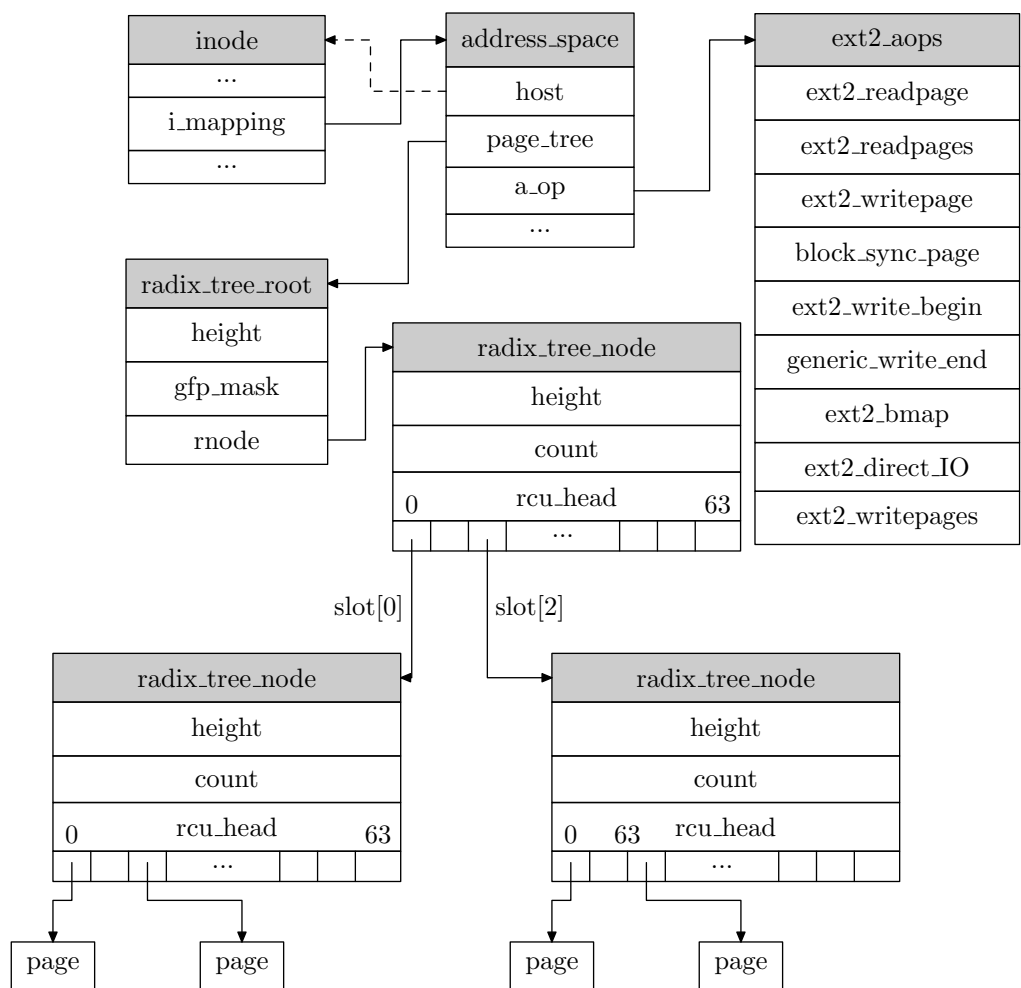 inode
...
i_mapping
...
address_space
host
page_tree
a_op
...
ext2_aops
ext2_readpage
ext2_readpages
ext2_writepage
block_sync_page
ext2_write_begin
generic_write_end
ext2_bmap
ext2_direct_IO
ext2_writepages
radix_tree_root
height
gfp_mask
rnode
radix_tree_node
height
count
0 rcu_head 63
...
slot[0] slot[2]
radix_tree_node
height
count
0 rcu_head 63
...
radix_tree_node
height
count
0 63 rcu_head
...
page page page page